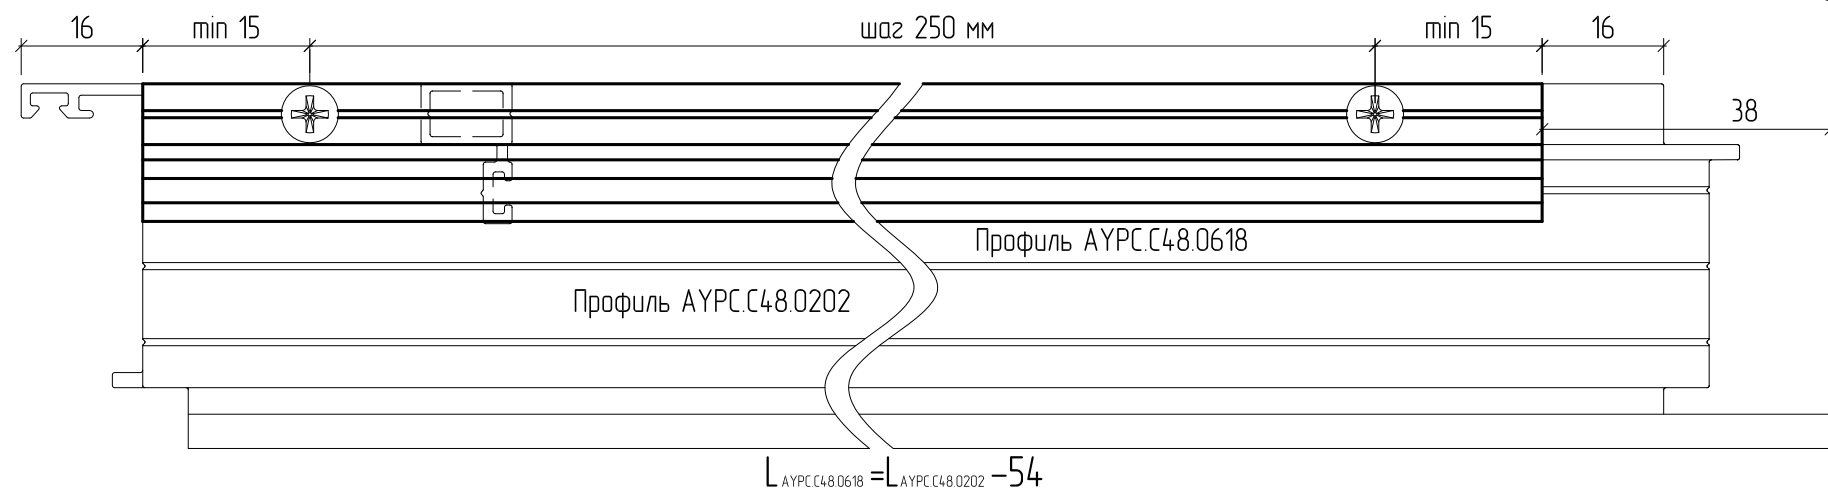 16 min 15 шаг 250 мм min 15 16
38
Профиль AYPC.C48.0618
Профиль AYPC.C48.0202
L AYPC.C48.0618 =L AYPC.C48.0202 −54